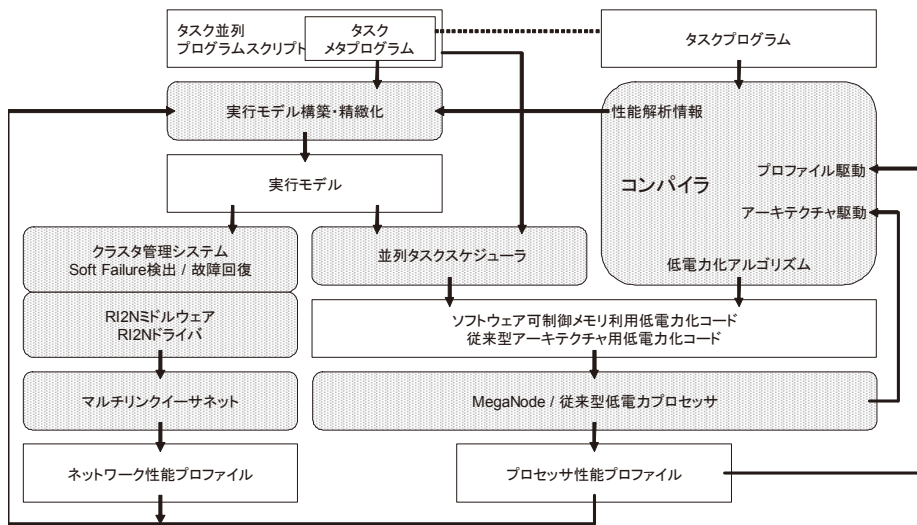 タスク並列
プログラムスクリプト
タスク
メタプログラム
タスクプログラム
実行モデル構築・精緻化
性能解析情報
実行モデル
コンパイラ
プロファイル駆動
アーキテクチャ駆動
低電力化アルゴリズム
クラスタ管理システム
Soft Failure検出 / 故障回復
並列タスクスケジューラ
RI2Nミドルウェア
RI2Nドライバ
ソフトウェア可制御メモリ利用低電力化コード
従来型アーキテクチャ用低電力化コード
マルチリンクイーサネット
MegaNode / 従来型低電力プロセッサ
ネットワーク性能プロファイル
プロセッサ性能プロファイル